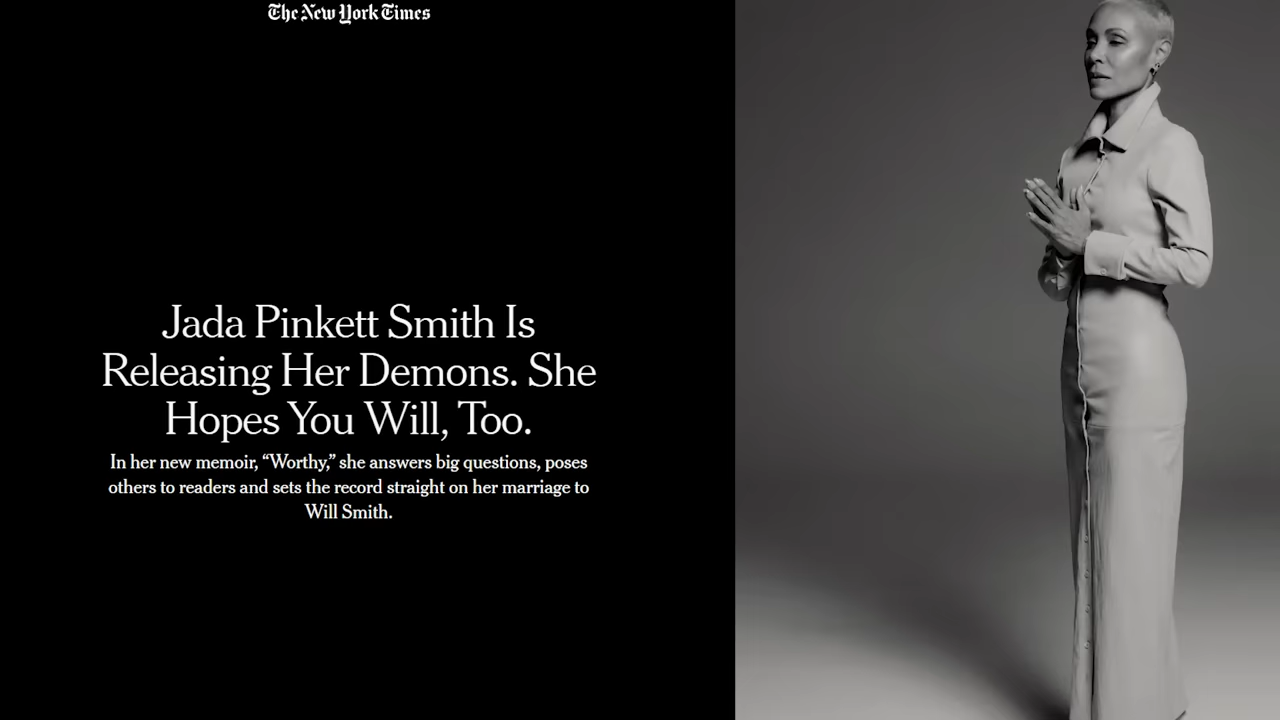 The New York Times
Jada Pinkett Smith Is
Releasing Her Demons. She
Hopes You Will, Too.
In her new memoir, “Worthy,” she answers big questions, poses
others to readers and sets the record straight on her marriage to
Will Smith.